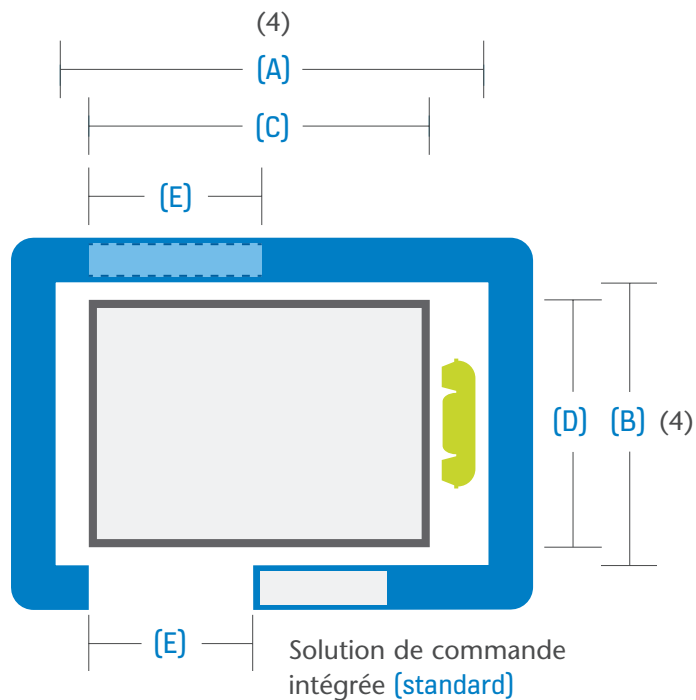 (4)
(A)
(C)
(E)
(D) (B) (4)
(E)
Solution de commande
intégrée (standard)